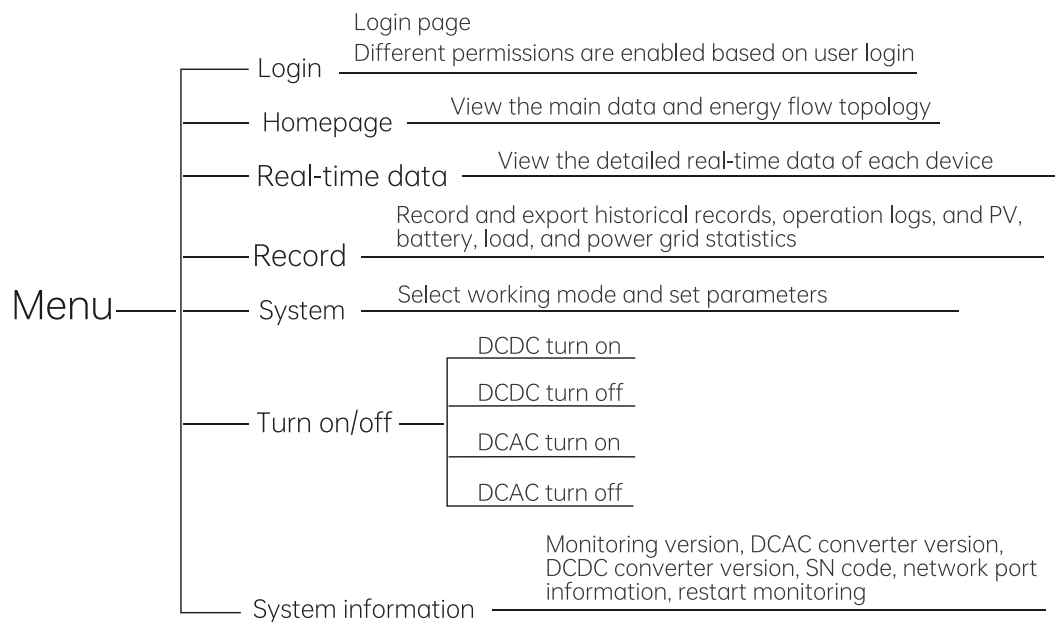 Login page
Different permissions are enabled based on user login
Login
View the main data and energy flow topology
Homepage
View the detailed real-time data of each device
Real-time data
Record and export historical records, operation logs, and PV,
battery, load, and power grid statistics
Record
Menu
Select working mode and set parameters
System
DCDC turn on
DCDC turn off
Turn on/off
DCAC turn on
DCAC turn off
Monitoring version, DCAC converter version,
DCDC converter version, SN code, network port
information, restart monitoring
System information